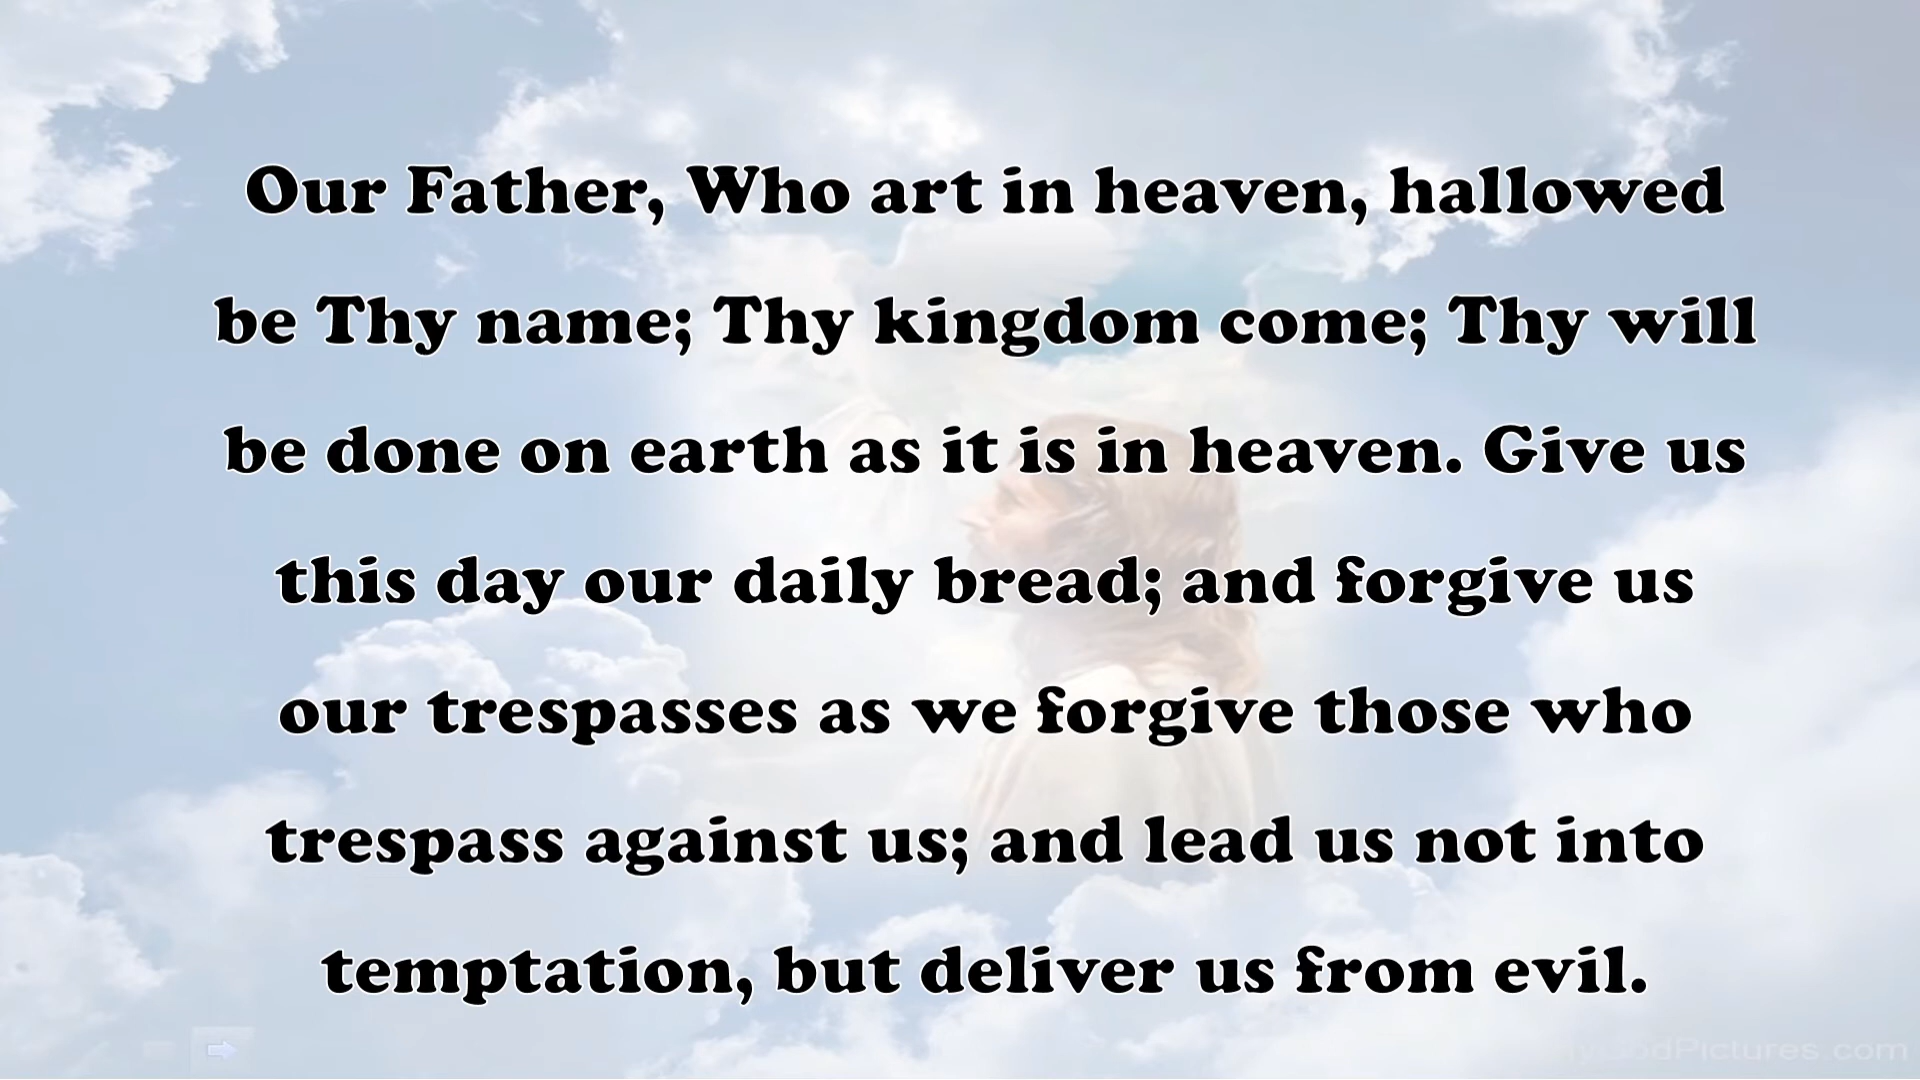 Our Father, Who art in heaven, hallowed
be Thy name; Thy kingdom come; Thy will
be done on earth as it is in heaven. Give us
this day our daily bread; and forgive us
our trespasses as we forgive those who
trespass against us; and lead us not into
temptation, but deliver us from evil.